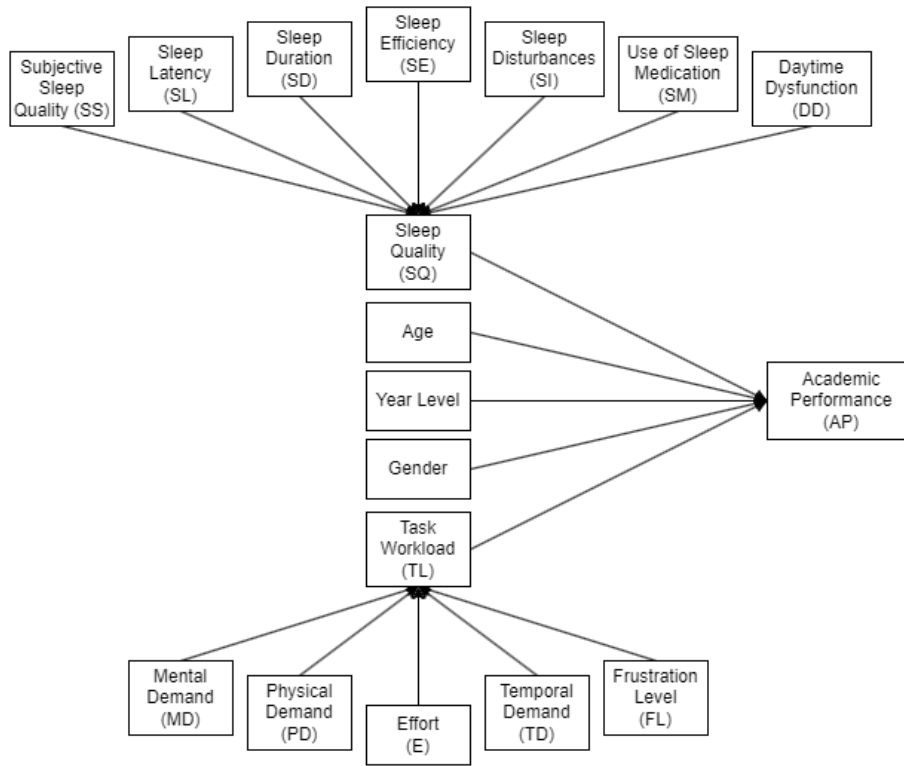 Subjective
Sleep
Quality (SS)
Sleep
Latency
(SL)
Sleep
Duration
(SD)
Sleep
Efficiency
(SE)
Sleep
Disturbances
(SI)
Use of Sleep
Medication
(SM)
Daytime
Dysfunction
(DD)
Sleep
Quality
(SQ)
Age
Year Level
Gender
Task
Workload
(TL)
Academic
Performance
(AP)
Mental
Demand
(MD)
Physical
Demand
(PD)
Effort
(E)
Temporal
Demand
(TD)
Frustration
Level
(FL)